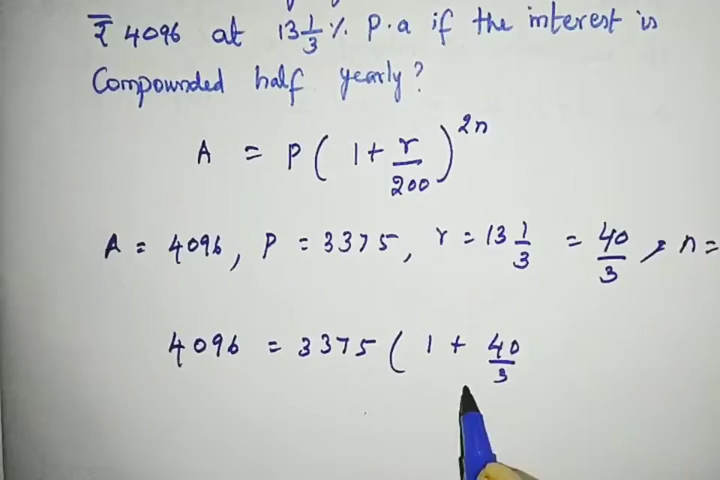 ₹ 4096 at 13 1/3 % P.a if the interest is
Compounded half yearly?
A = P ( 1 + r/200 )^2n
A = 4096, P = 3375, r = 13 1/3 = 40/3, n =
4096 = 3375 ( 1 + 40/3